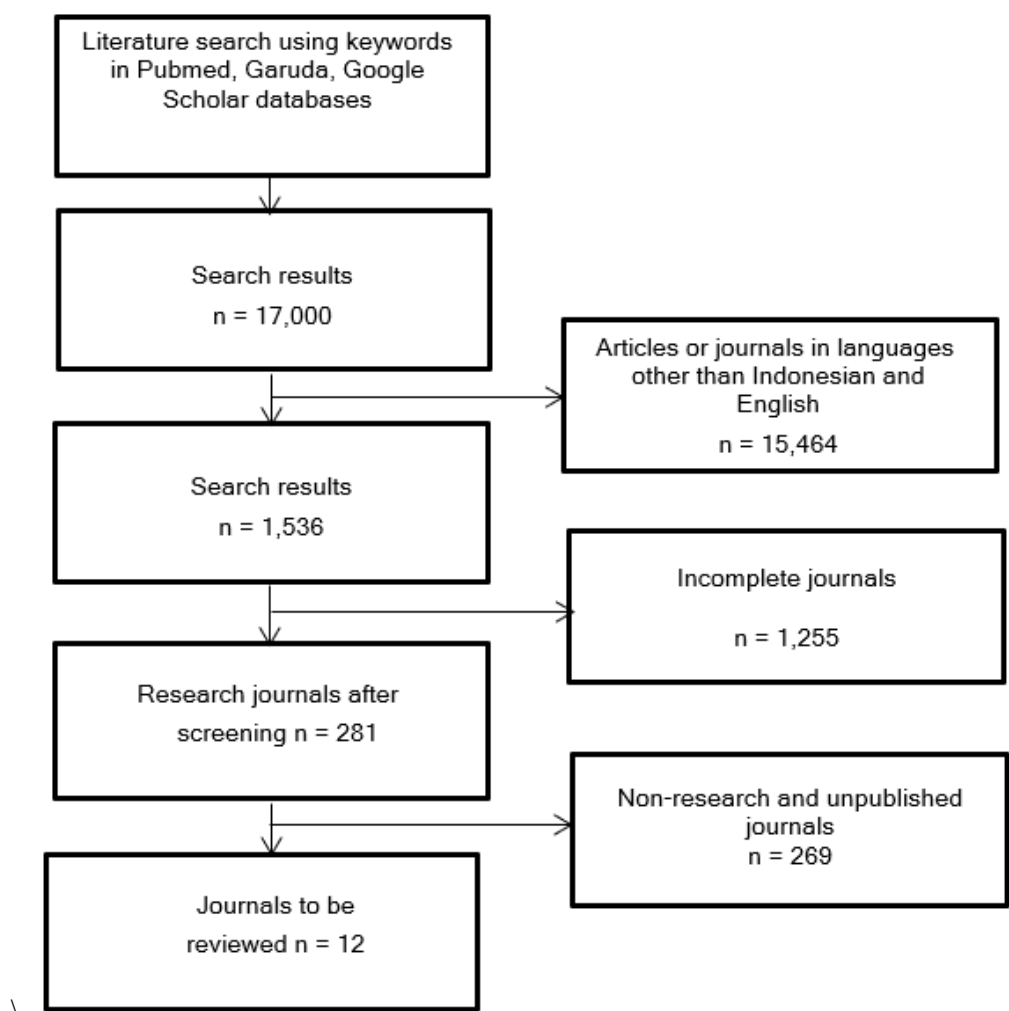 Literature search using keywords
in Pubmed, Garuda, Google
Scholar databases
Search results
n = 17,000
Articles or journals in languages
other than Indonesian and
English
n = 15,464
Search results
n = 1,536
Incomplete journals
n = 1,255
Research journals after
screening n = 281
Non-research and unpublished
journals
n = 269
Journals to be
reviewed n = 12
\